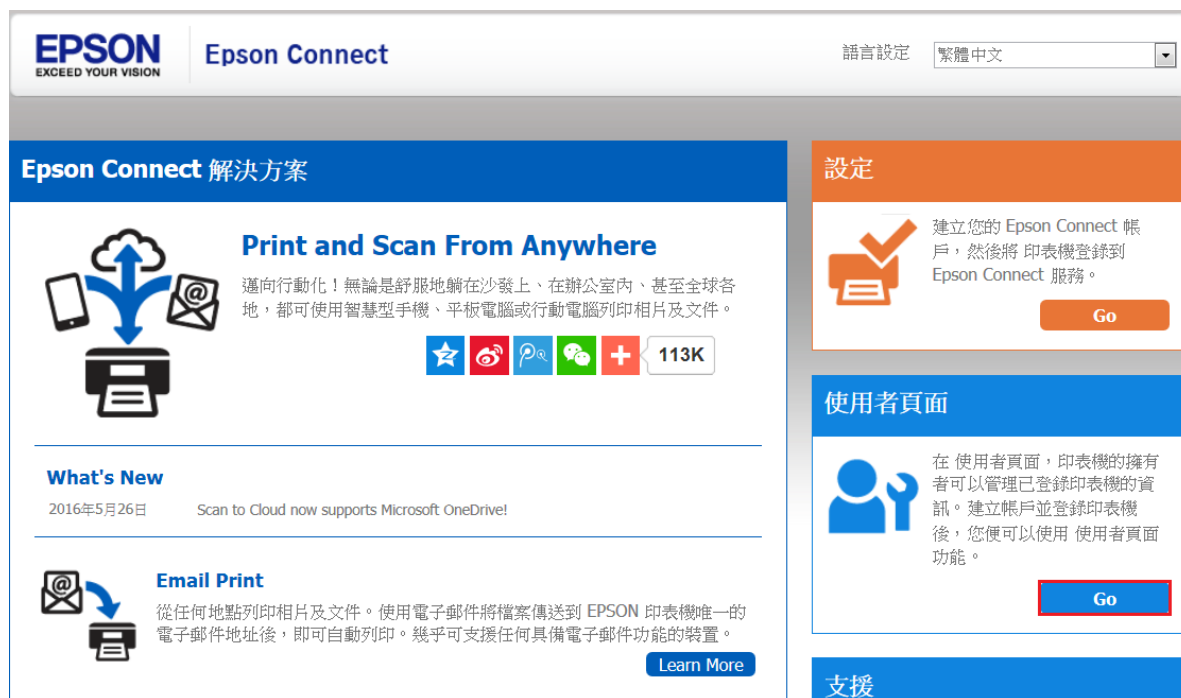 EPSON
EXCEED YOUR VISION
Epson Connect
語言設定
繁體中文
Epson Connect 解決方案
Print and Scan From Anywhere
邁向行動化！無論是舒服地躺在沙發上、在辦公室內、甚至全球各
地，都可使用智慧型手機、平板電腦或行動電腦列印相片及文件。
113K
What's New
2016年5月26日 Scan to Cloud now supports Microsoft OneDrive!
Email Print
從任何地點列印相片及文件。使用電子郵件將檔案傳送到 EPSON 印表機唯一的
電子郵件地址後，即可自動列印。幾乎可支援任何具備電子郵件功能的裝置。
Learn More
設定
建立您的 Epson Connect 帳
戶，然後將 印表機登錄到
Epson Connect 服務。
Go
使用者頁面
在 使用者頁面，印表機的擁有
者可以管理已登錄印表機的資
訊。建立帳戶並登錄印表機
後，您便可以使用 使用者頁面
功能。
Go
支援